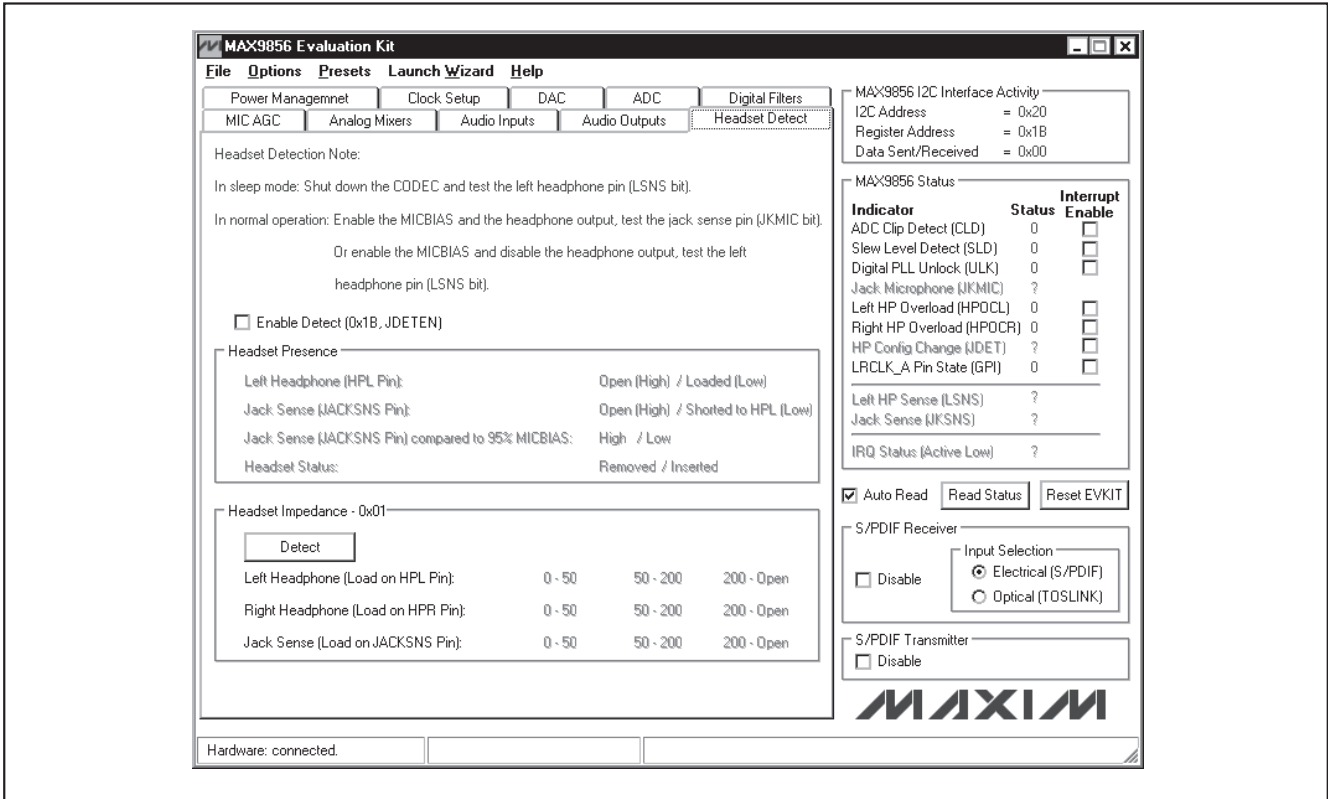 MAX9856 Evaluation Kit
File Options Presets Launch Wizard Help
Power Managemnet Clock Setup DAC ADC Digital Filters
MIC AGC Analog Mixers Audio Inputs Audio Outputs Headset Detect
Headset Detection Note:
In sleep mode: Shut down the CODEC and test the left headphone pin (LSNS bit).
In normal operation: Enable the MICBIAS and the headphone output, test the jack sense pin (JKMIC bit).
Or enable the MICBIAS and disable the headphone output, test the left
headphone pin (LSNS bit).
Enable Detect (0x1B, JDETEN)
Headset Presence
Left Headphone (HPL Pin): Open (High) / Loaded (Low)
Jack Sense (JACKSNS Pin): Open (High) / Shorted to HPL (Low)
Jack Sense (JACKSNS Pin) compared to 95% MICBIAS: High / Low
Headset Status: Removed / Inserted
Headset Impedance - 0x01
Detect
Left Headphone (Load on HPL Pin): 0 - 50 50 - 200 200 - Open
Right Headphone (Load on HPR Pin): 0 - 50 50 - 200 200 - Open
Jack Sense (Load on JACKSNS Pin): 0 - 50 50 - 200 200 - Open
MAX9856 I2C Interface Activity
I2C Address = 0x20
Register Address = 0x1B
Data Sent/Received = 0x00
MAX9856 Status
Indicator Status Interrupt Enable
ADC Clip Detect (CLD) 0
Slew Level Detect (SLD) 0
Digital PLL Unlock (ULK) 0
Jack Microphone (JKMIC) ?
Left HP Overload (HPOCL) 0
Right HP Overload (HPOCR) 0
HP Config Change (JDET) ?
LRCLK_A Pin State (GPI) 0
Left HP Sense (LSNS) ?
Jack Sense (JKSNS) ?
IRQ Status (Active Low) ?
Auto Read Read Status Reset EVKIT
S/PDIF Receiver
Disable
Input Selection
Electrical (S/PDIF)
Optical (TOSLINK)
S/PDIF Transmitter
Disable
MAXIM
Hardware: connected.